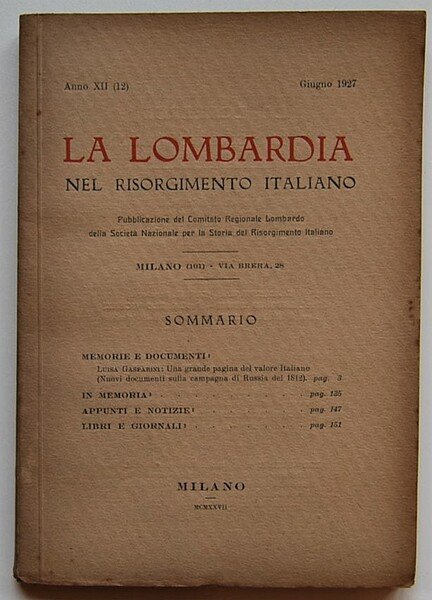 Anno XII (12) Giugno 1927
LA LOMBARDIA
NEL RISORGIMENTO ITALIANO
Pubblicazione del Comitato Regionale Lombardo
della Società Nazionale per la Storia del Risorgimento Italiano
MILANO (101) - VIA BRERA, 28
SOMMARIO
MEMORIE E DOCUMENTI:
LUISA GASPARINI: Una grande pagina del valore Italiano
(Nuovi documenti sulla campagna di Russia del 1812). pag. 3
IN MEMORIA: . . . . . . . . . . pag. 135
APPUNTI E NOTIZIE: . . . . . . . . pag. 147
LIBRI E GIORNALI: . . . . . . . . pag. 151
MILANO
MCMXXVII